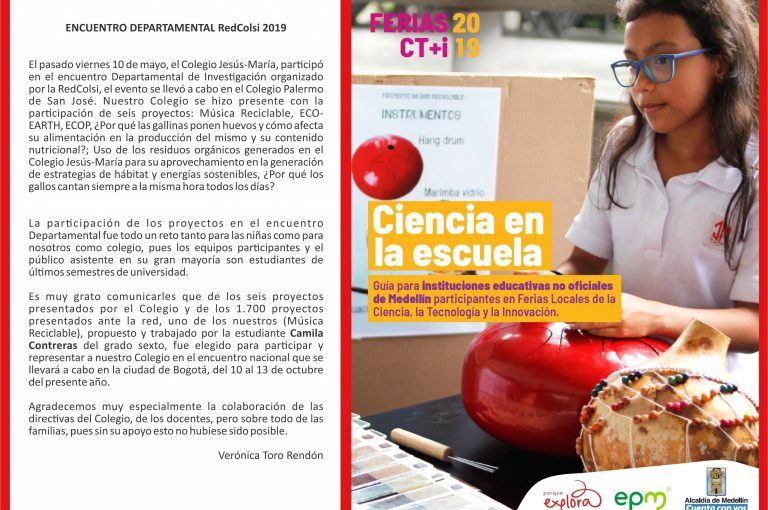 ENCUENTRO DEPARTAMENTAL RedColsi 2019
El pasado viernes 10 de mayo, el Colegio Jesús-María, participó
en el encuentro Departamental de Investigación organizado
por la RedColsi, el evento se llevó a cabo en el Colegio Palermo
de San José. Nuestro Colegio se hizo presente con la
participación de seis proyectos: Música Reciclable, ECO-
EARTH, ECOP, ¿Por qué las gallinas ponen huevos y cómo afecta
su alimentación en la producción del mismo y su contenido
nutricional?; Uso de los residuos orgánicos generados en el
Colegio Jesús-María para su aprovechamiento en la generación
de estrategias de hábitat y energías sostenibles, ¿Por qué los
gallos cantan siempre a la misma hora todos los días?
La participación de los proyectos en el encuentro
Departamental fue todo un reto tanto para las niñas como para
nosotros como colegio, pues los equipos participantes y el
público asistente en su gran mayoría son estudiantes de
últimos semestres de universidad.
Es muy grato comunicarles que de los seis proyectos
presentados por el Colegio y de los 1.700 proyectos
presentados ante la red, uno de los nuestros (Música
Reciclable), propuesto y trabajado por la estudiante Camila
Contreras del grado sexto, fue elegido para participar y
representar a nuestro Colegio en el encuentro nacional que se
llevará a cabo en la ciudad de Bogotá, del 10 al 13 de octubre
del presente año.
Agradecemos muy especialmente la colaboración de las
directivas del Colegio, de los docentes, pero sobre todo de las
familias, pues sin su apoyo esto no hubiese sido posible.
Verónica Toro Rendón
FERIAS 20
CT+i 19
PROYECTO MÚSICA RECICLABLE
INSTRUMENTOS
Hang drum
Marimba vidrio
Ciencia en
la escuela
Guía para instituciones educativas no oficiales
de Medellín participantes en Ferias Locales de la
Ciencia, la Tecnología y la Innovación.
parque
explora
epm
Alcaldía de Medellín
Cuenta con vos